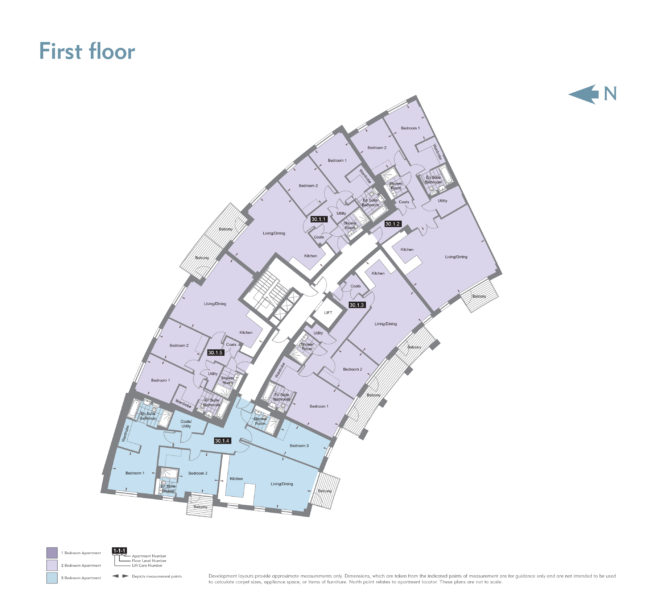 First floor
N
Bedroom 1
Bedroom 2
Wardrobe
En Suite
Bathroom
Shower
Room
Coats
Utility
30.1.2
Kitchen
Living/Dining
Balcony
Bedroom 1
Bedroom 2
Wardrobe
En Suite
Bathroom
Utility
30.1.1
Shower
Room
Coats
Living/Dining
Kitchen
Balcony
Balcony
Coats
Kitchen
30.1.3
Living/Dining
LIFT
Utility
Shower
Room
Wardrobe
Bedroom 2
En Suite
Bathroom
Bedroom 1
Balcony
Balcony
Living/Dining
Kitchen
Bedroom 2
Coats
30.1.5
Utility
Bedroom 1
Shower
Room
Wardrobe
En Suite
Bathroom
En Suite
Bathroom
Coats/
Utility
Shower
Room
30.1.4
Wardrobe
Bedroom 3
Bedroom 1
En Suite
Shower
Bedroom 2
Kitchen
Living/Dining
Balcony
Balcony
1 Bedroom Apartment
2 Bedroom Apartment
3 Bedroom Apartment
1-1-1
Apartment Number
Floor Level Number
Lift Core Number
Depicts measurement points
Development layouts provide approximate measurements only. Dimensions, which are taken from the indicated points of measurement are for guidance only and are not intended to be used
to calculate carpet sizes, appliance space, or items of furniture. North point relates to apartment locator. These plans are not to scale.